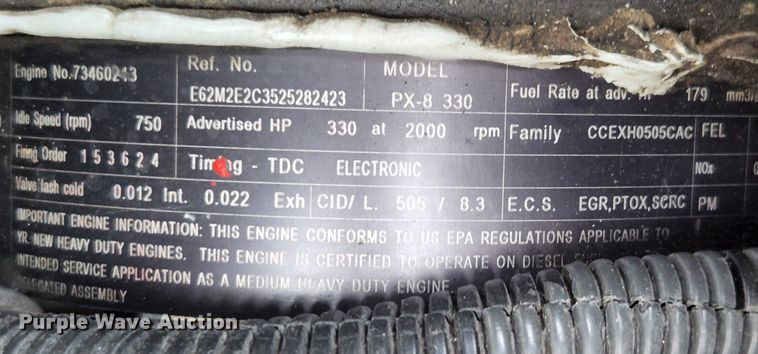 Engine No.73460243 Ref. No. E62M2E2C3525282423 MODEL PX-8 330 Fuel Rate at adv. 179 mm3/
Idle Speed (rpm) 750 Advertised HP 330 at 2000 rpm Family CCEXH0505CAC FEL
Firing Order 1 5 3 6 2 4 Timing - TDC ELECTRONIC NOx
Valve lash cold 0.012 Int. 0.022 Exh CID/ L. 505 / 8.3 E.C.S. EGR,PTOX,SCRC PM
IMPORTANT ENGINE INFORMATION: THIS ENGINE CONFORMS TO US EPA REGULATIONS APPLICABLE TO
YR NEW HEAVY DUTY ENGINES. THIS ENGINE IS CERTIFIED TO OPERATE ON DIESEL
INTENDED SERVICE APPLICATION AS A MEDIUM HEAVY DUTY ENGINE.
DELEGATED ASSEMBLY
Purple Wave Auction